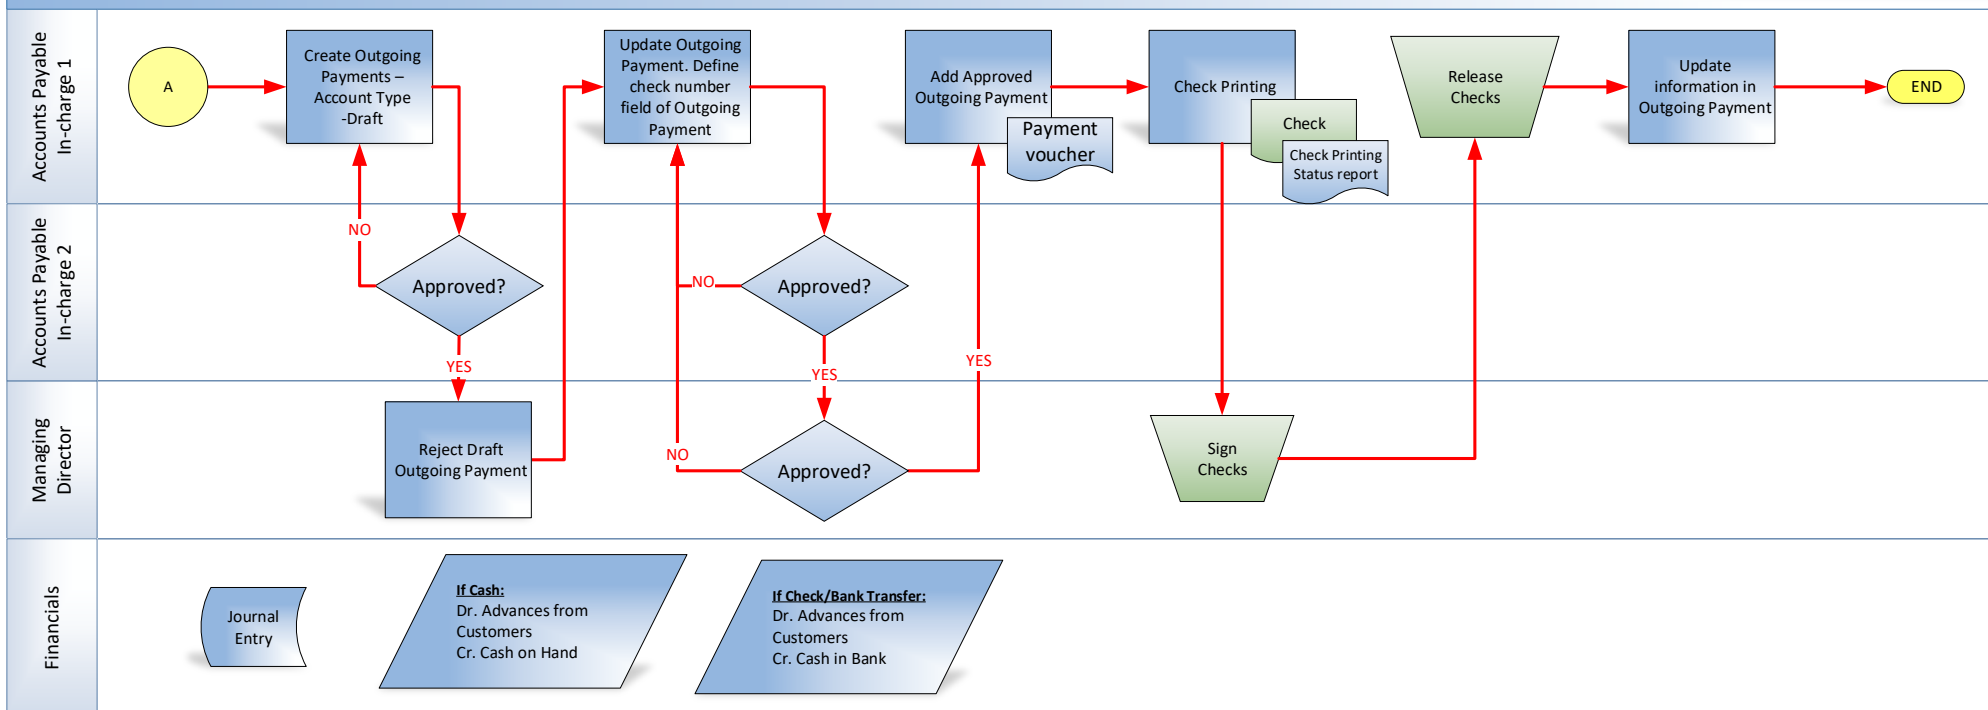 Accounts Payable
In-charge 1
A
Create Outgoing
Payments –
Account Type
-Draft
Update Outgoing
Payment. Define
check number
field of Outgoing
Payment
Add Approved
Outgoing Payment
Payment
voucher
Check Printing
Check
Check Printing
Status report
Release
Checks
Update
information in
Outgoing Payment
END
Accounts Payable
In-charge 2
NO
Approved?
YES
NO
Approved?
YES
YES
Managing
Director
Reject Draft
Outgoing Payment
NO
Approved?
Sign
Checks
Financials
Journal
Entry
If Cash:
Dr. Advances from
Customers
Cr. Cash on Hand
If Check/Bank Transfer:
Dr. Advances from
Customers
Cr. Cash in Bank